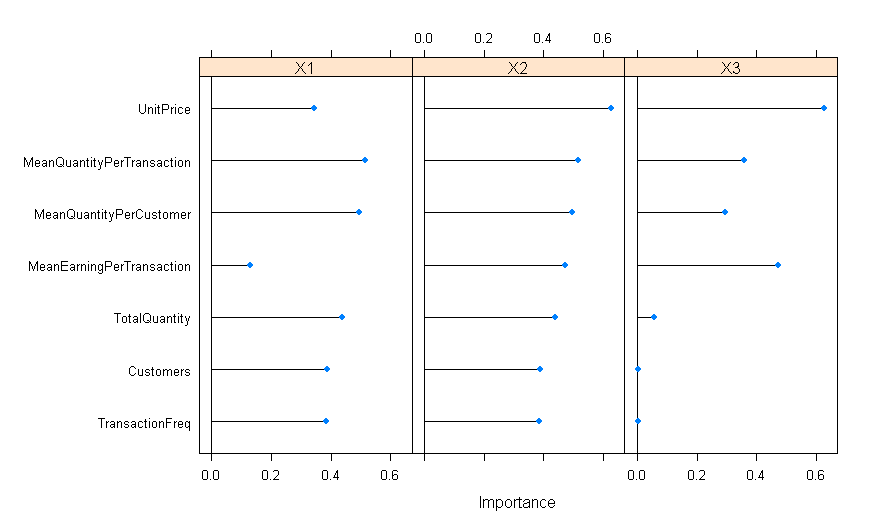 0.0 0.2 0.4 0.6
X1 X2 X3
UnitPrice
MeanQuantityPerTransaction
MeanQuantityPerCustomer
MeanEarningPerTransaction
TotalQuantity
Customers
TransactionFreq
0.0 0.2 0.4 0.6 0.0 0.2 0.4 0.6
Importance